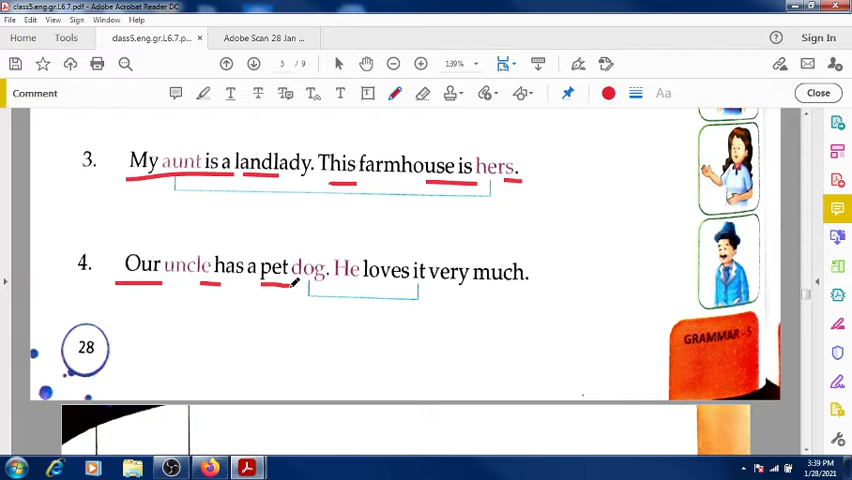 class5.eng.gr.L6.7.pdf - Adobe Acrobat Reader DC
File Edit View Sign Window Help
Home Tools class5.eng.gr.L6.7.p... × Adobe Scan 28 Jan ... Sign In
5 / 9 139%
Comment Aa Close
3. My aunt is a landlady. This farmhouse is hers.
4. Our uncle has a pet dog. He loves it very much.
28
GRAMMAR - 5
3:39 PM
1/28/2021